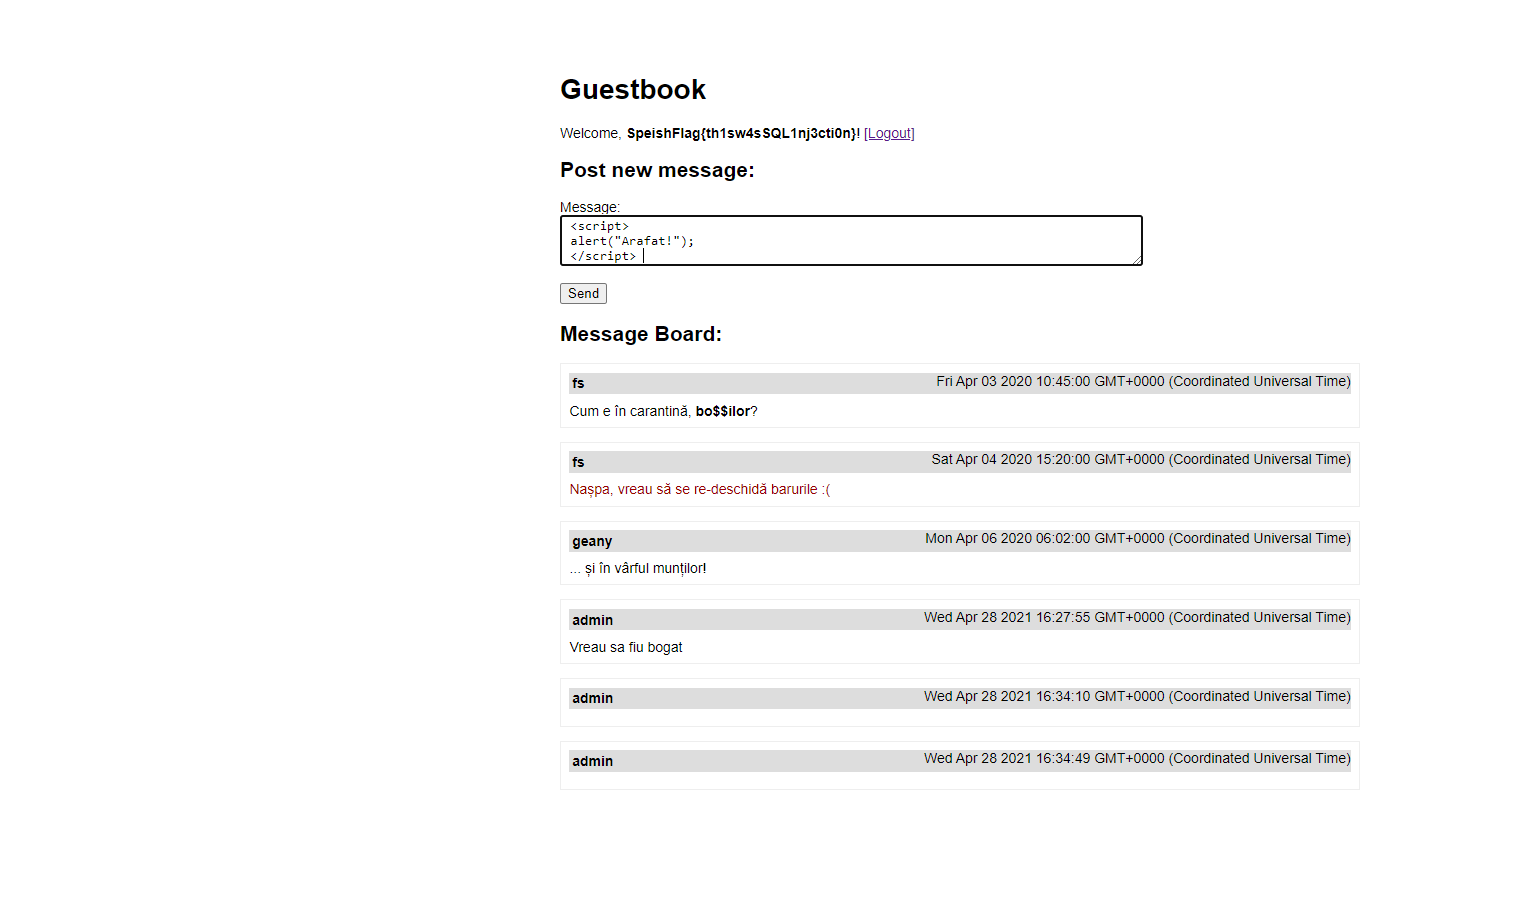 Guestbook
Welcome, SpeishFlag{th1sw4sSQL1nj3cti0n}! [Logout]
Post new message:
Message:
<script>
alert("Arafat!");
</script>
Send
Message Board:
fs Fri Apr 03 2020 10:45:00 GMT+0000 (Coordinated Universal Time)
Cum e în carantină, bo$$ilor?
fs Sat Apr 04 2020 15:20:00 GMT+0000 (Coordinated Universal Time)
Nașpa, vreau să se re-deschidă barurile :(
geany Mon Apr 06 2020 06:02:00 GMT+0000 (Coordinated Universal Time)
... și în vârful munților!
admin Wed Apr 28 2021 16:27:55 GMT+0000 (Coordinated Universal Time)
Vreau sa fiu bogat
admin Wed Apr 28 2021 16:34:10 GMT+0000 (Coordinated Universal Time)
admin Wed Apr 28 2021 16:34:49 GMT+0000 (Coordinated Universal Time)